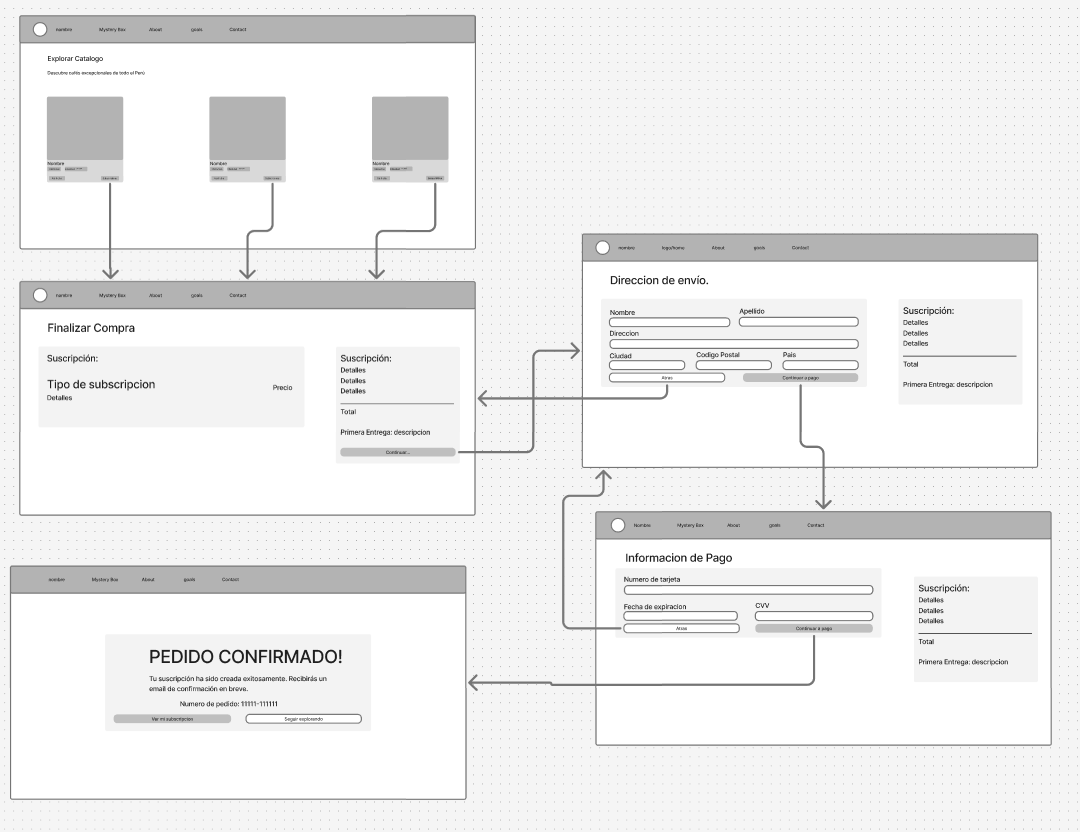 nombre Mystery Box About goals Contact
Explorar Catalogo
Descubre cafés excepcionales de todo el Perú
Nombre
Nombre
Nombre
nombre Mystery Box About goals Contact
Finalizar Compra
Suscripción:
Tipo de subscripcion
Precio
Detalles
Suscripción:
Detalles
Detalles
Detalles
Total
Primera Entrega: descripcion
Continuar...
nombre logo/home About goals Contact
Direccion de envío.
Nombre Apellido
Direccion
Ciudad Codigo Postal Pais
Atras Continuar a pago
Suscripción:
Detalles
Detalles
Detalles
Total
Primera Entrega: descripcion
Nombre Mystery Box About goals Contact
Informacion de Pago
Numero de tarjeta
Fecha de expiracion CVV
Atras Continuar a pago
Suscripción:
Detalles
Detalles
Detalles
Total
Primera Entrega: descripcion
nombre Mystery Box About goals Contact
PEDIDO CONFIRMADO!
Tu suscripción ha sido creada exitosamente. Recibirás un
email de confirmación en breve.
Numero de pedido: 11111-111111
Ver mi subscripcion Seguir explorando